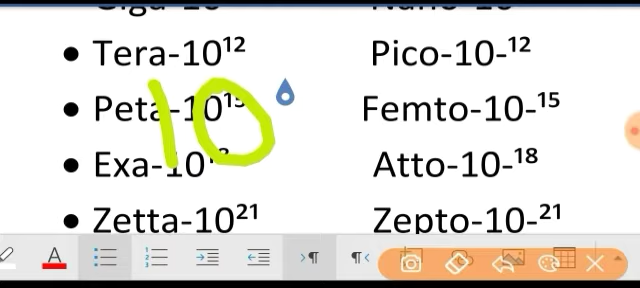 • Tera-10¹² Pico-10-¹²
• Peta-10¹⁵ Femto-10-¹⁵
10
• Exa-10 Atto-10-¹⁸
• Zetta-10²¹ Zepto-10-²¹